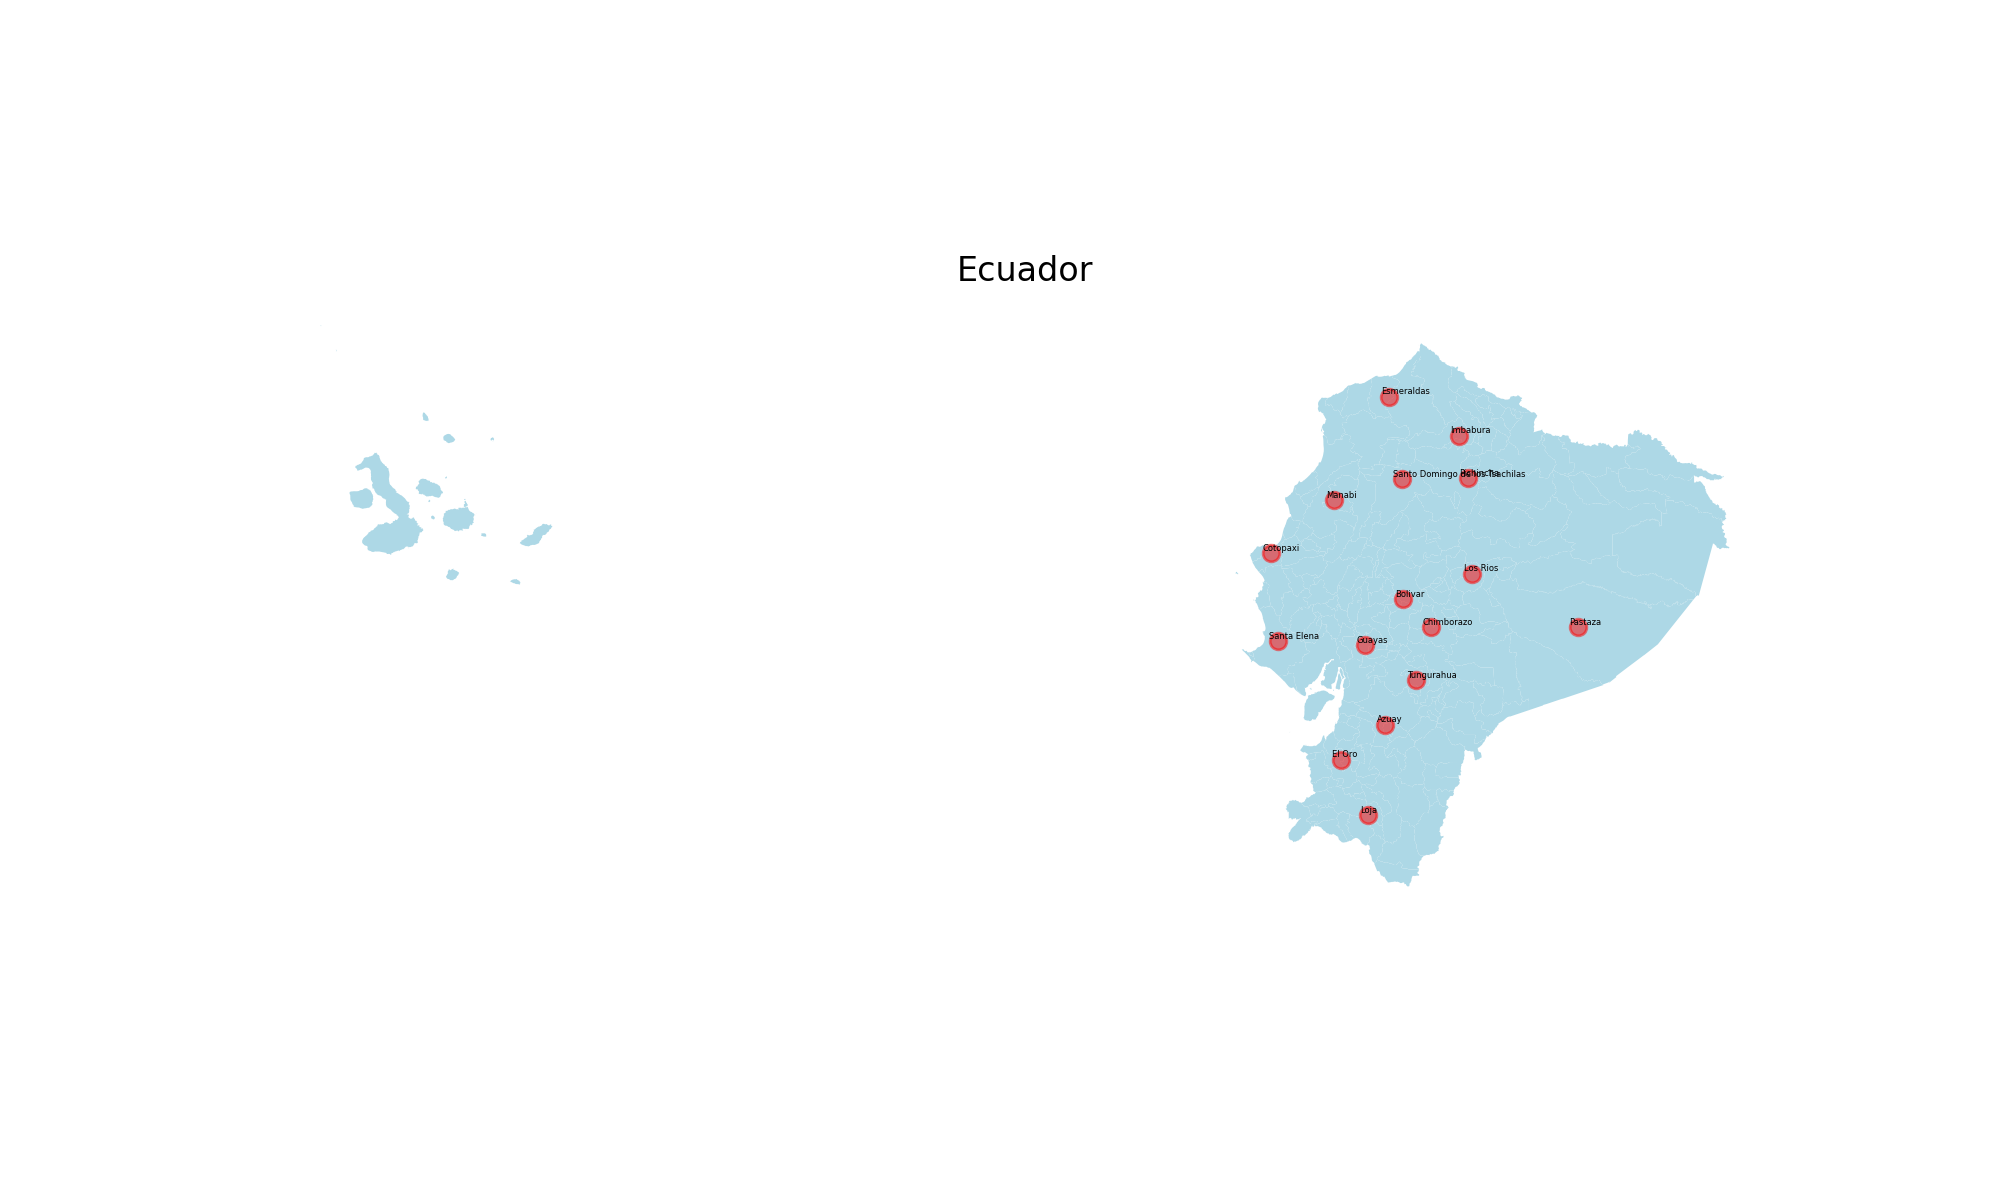 Ecuador
Esmeraldas
Imbabura
Santo Domingo de los Tsachilas
Pichincha
Manabi
Cotopaxi
Los Rios
Bolivar
Chimborazo
Pastaza
Santa Elena
Guayas
Tungurahua
Azuay
El Oro
Loja